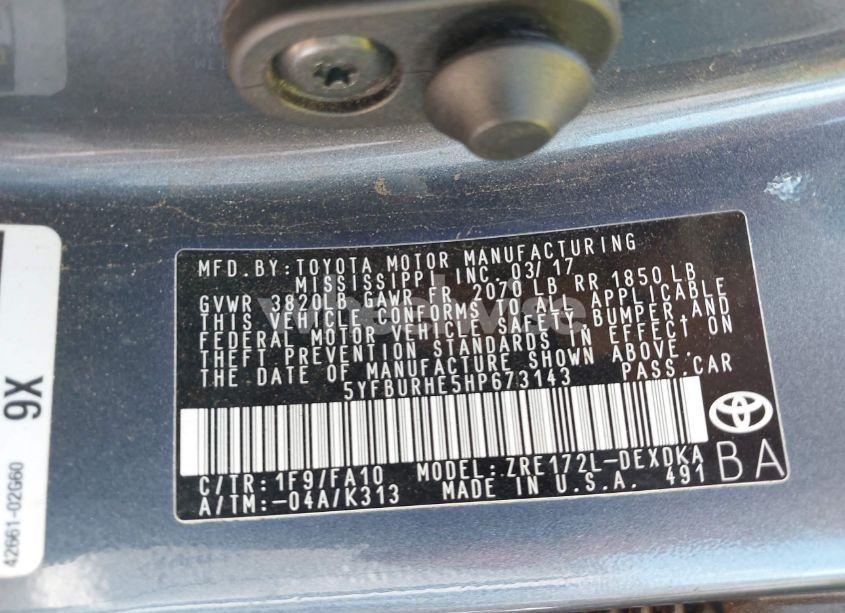 MFD.BY: TOYOTA MOTOR MANUFACTURING
MISSISSIPPI INC. 03/17
GVWR 3820LB GAWR FR 2070 LB RR 1850 LB
THIS VEHICLE CONFORMS TO ALL APPLICABLE
FEDERAL MOTOR VEHICLE SAFETY, BUMPER, AND
THEFT PREVENTION STANDARDS IN EFFECT ON
THE DATE OF MANUFACTURE SHOWN ABOVE.
5YFBURHE5HP673143 PASS.CAR
C/TR: 1F9/FA10 MODEL: ZRE172L-DEXDKA
A/TM: -04A/K313 MADE IN U.S.A. 491
BA
9X
42661-02G60